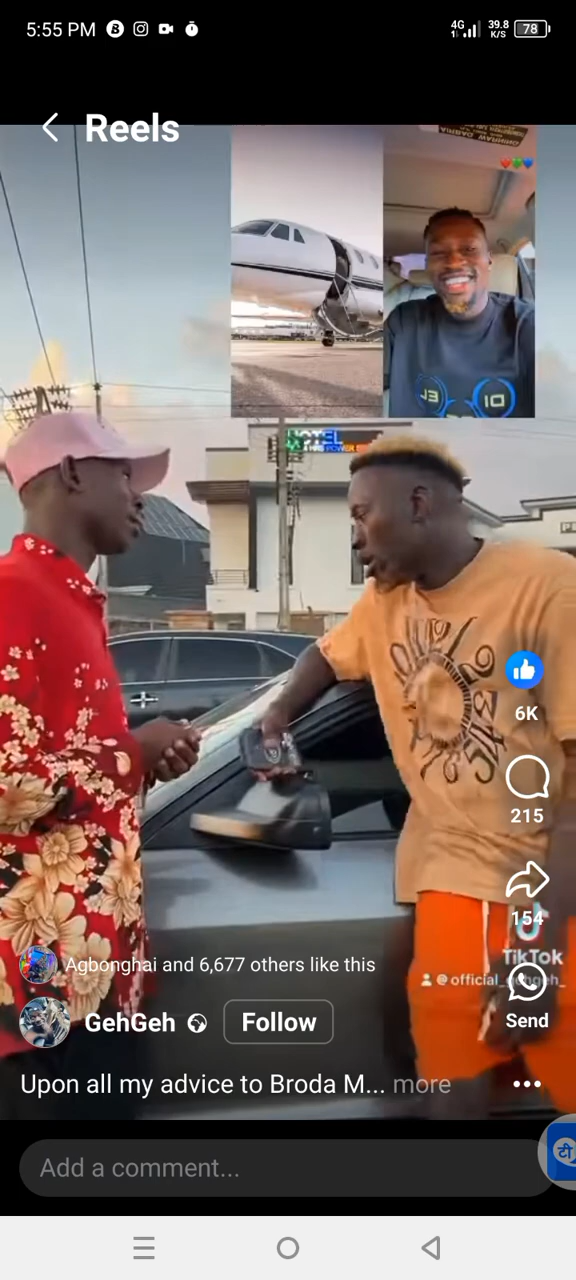 5:55 PM
4G
39.8
K/S
78
Reels
HOTEL
6K
215
154
TikTok
Agbonghai and 6,677 others like this
@official_gehgeh_
Send
GehGeh
Follow
Upon all my advice to Broda M... more
Add a comment...
टी